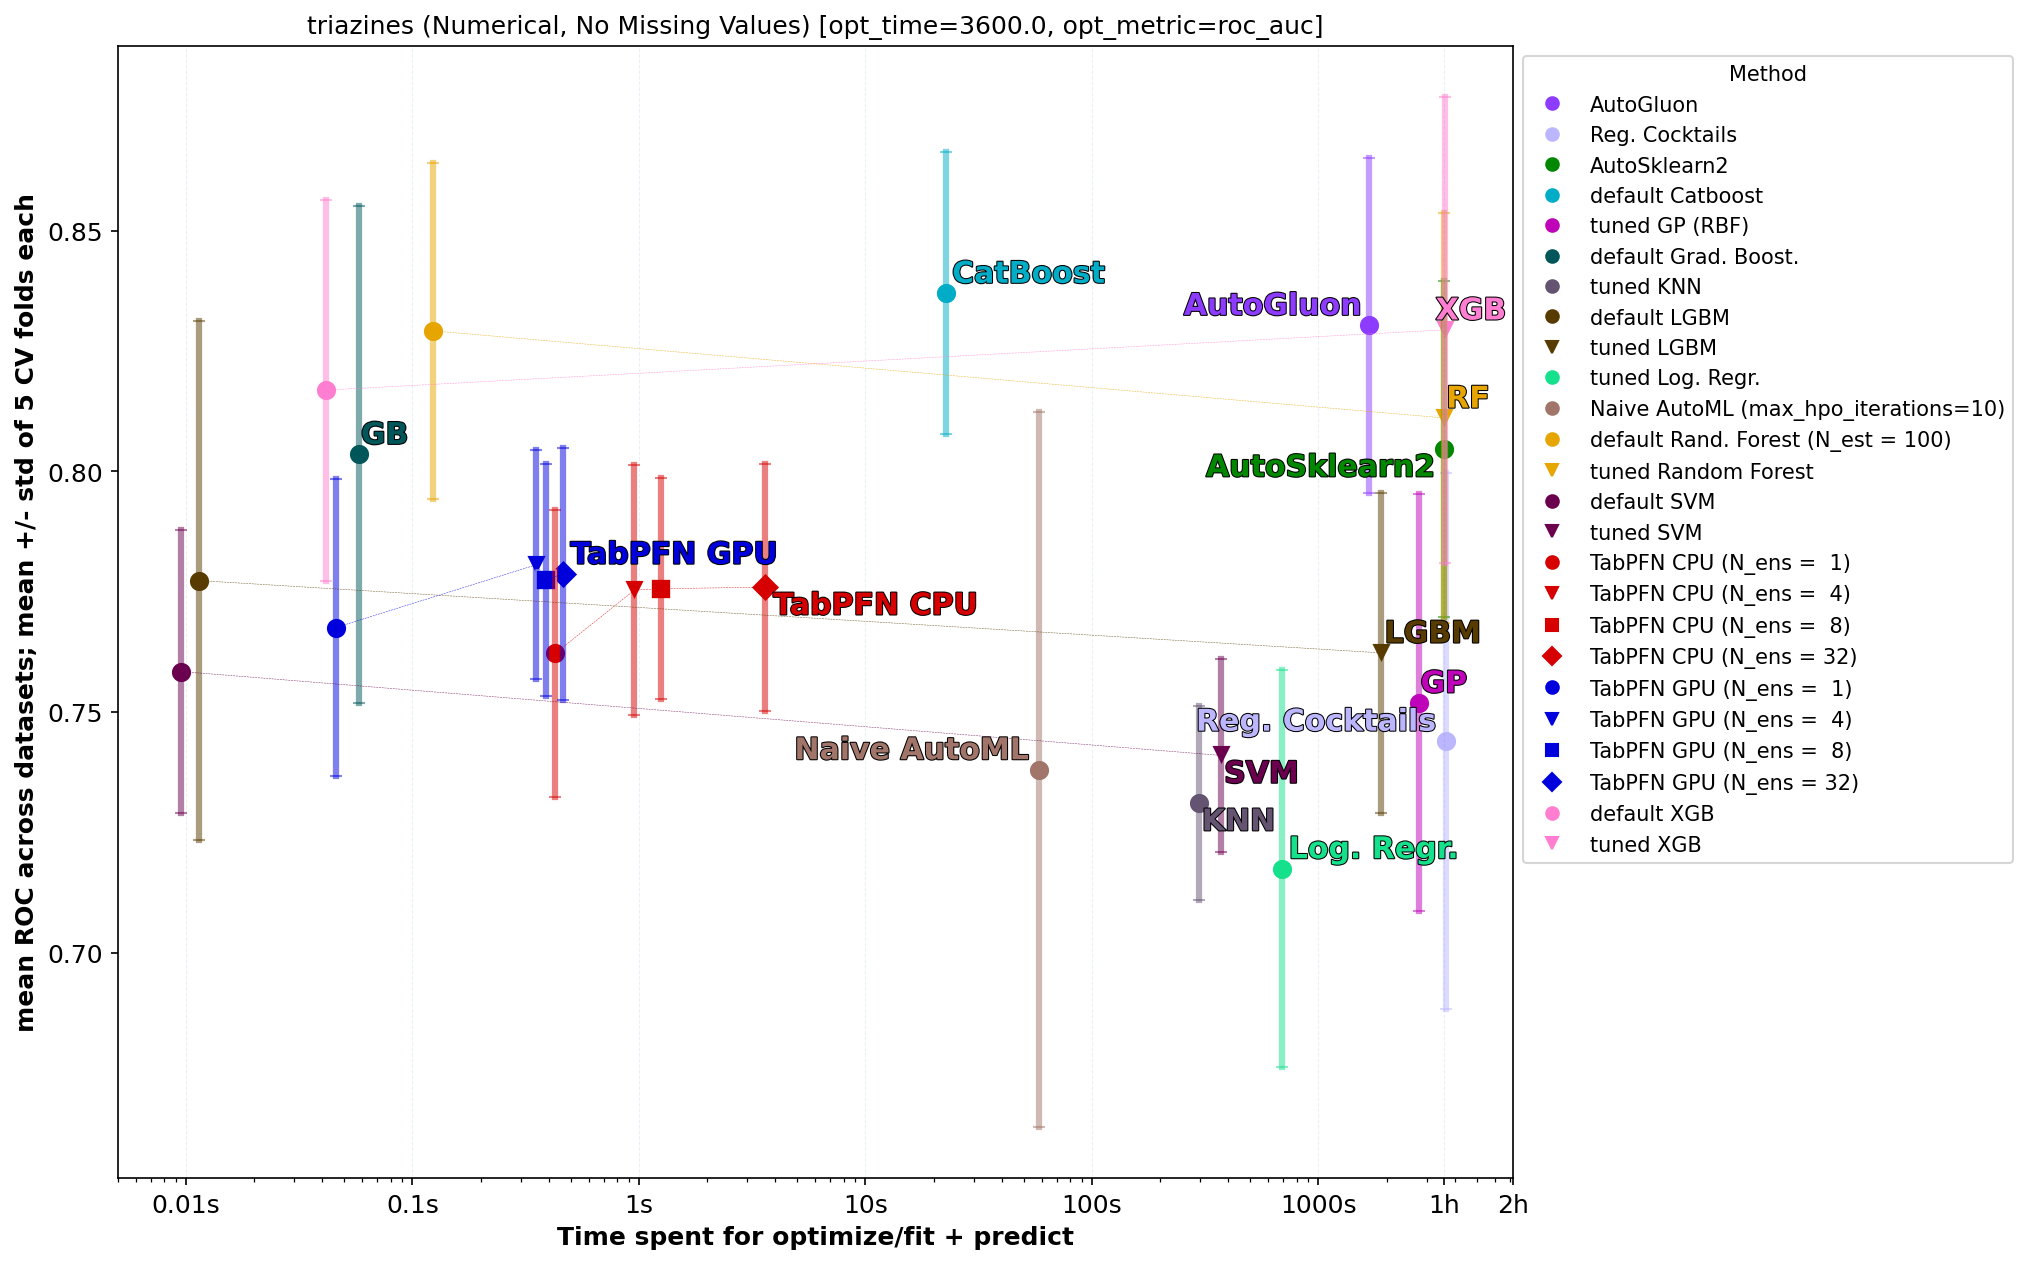 triazines (Numerical, No Missing Values) [opt_time=3600.0, opt_metric=roc_auc]
mean ROC across datasets; mean +/- std of 5 CV folds each
0.85
0.80
0.75
0.70
CatBoost
AutoGluon
XGB
RF
GB
AutoSklearn2
TabPFN GPU
TabPFN CPU
LGBM
GP
Reg. Cocktails
Naive AutoML
SVM
KNN
Log. Regr.
0.01s
0.1s
1s
10s
100s
1000s
1h
2h
Time spent for optimize/fit + predict
Method
AutoGluon
Reg. Cocktails
AutoSklearn2
default Catboost
tuned GP (RBF)
default Grad. Boost.
tuned KNN
default LGBM
tuned LGBM
tuned Log. Regr.
Naive AutoML (max_hpo_iterations=10)
default Rand. Forest (N_est = 100)
tuned Random Forest
default SVM
tuned SVM
TabPFN CPU (N_ens =  1)
TabPFN CPU (N_ens =  4)
TabPFN CPU (N_ens =  8)
TabPFN CPU (N_ens = 32)
TabPFN GPU (N_ens =  1)
TabPFN GPU (N_ens =  4)
TabPFN GPU (N_ens =  8)
TabPFN GPU (N_ens = 32)
default XGB
tuned XGB